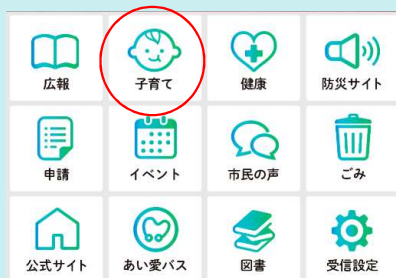 広報 子育て 健康 防災サイト
申請 イベント 市民の声 ごみ
公式サイト あい愛バス 図書 受信設定